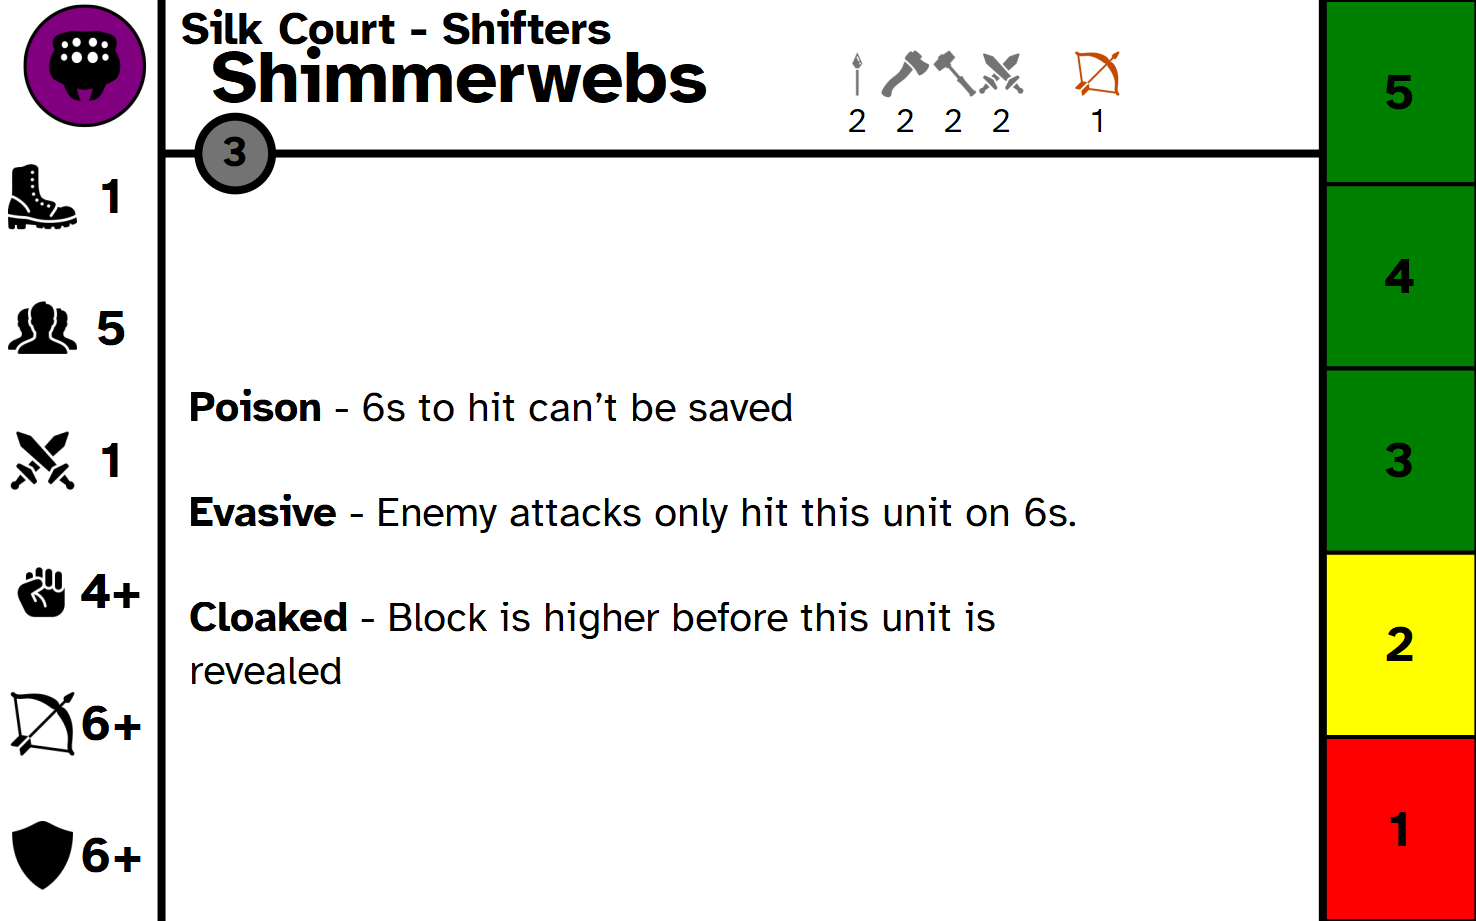 Silk Court - Shifters
Shimmerwebs
2 2 2 2 1
3
1
5
1
4+
6+
6+
Poison - 6s to hit can’t be saved
Evasive - Enemy attacks only hit this unit on 6s.
Cloaked - Block is higher before this unit is
revealed
5
4
3
2
1